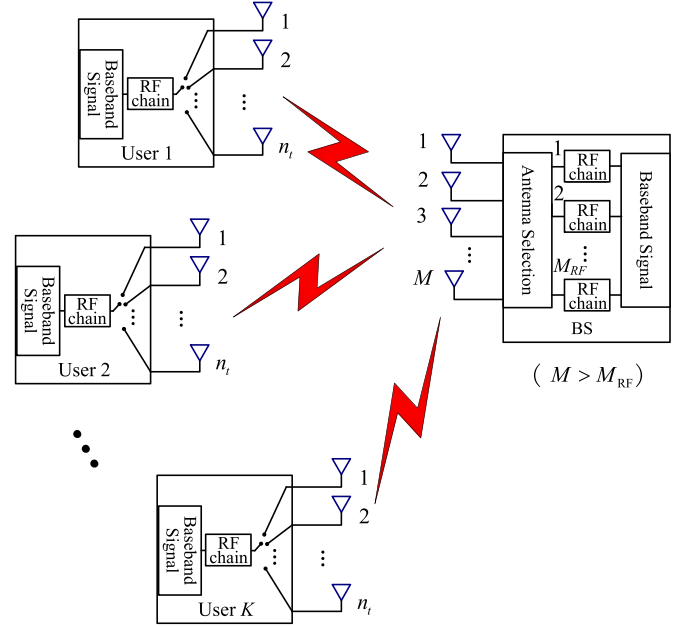 1
2
n_t
Baseband Signal
RF chain
User 1
1
2
3
M
Antenna Selection
1
RF chain
2
RF chain
M_RF
RF chain
Baseband Signal
BS
( M > M_RF )
1
2
n_t
Baseband Signal
RF chain
User 2
1
2
n_t
Baseband Signal
RF chain
User K